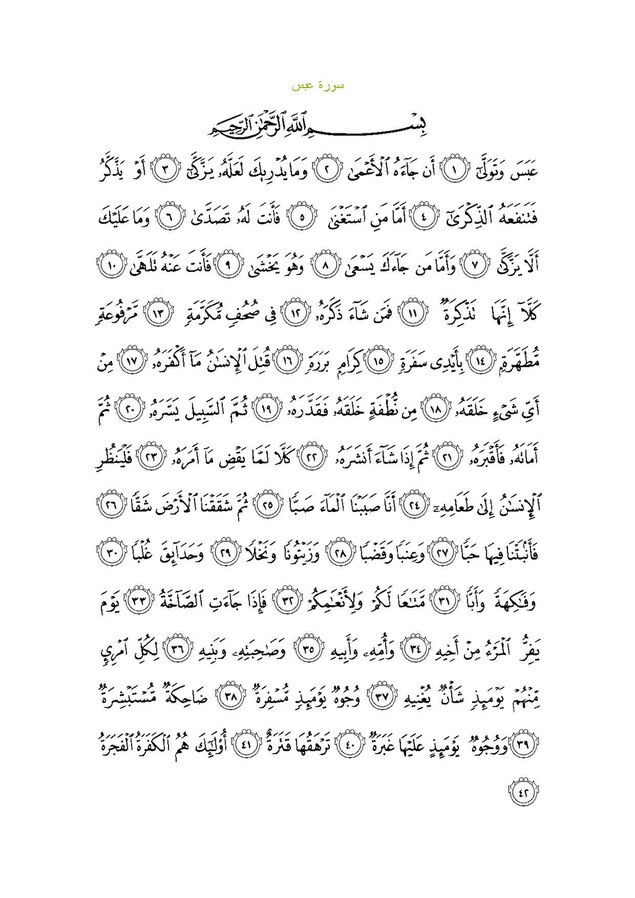 سورة عبس
بِسْمِ ٱللَّهِ ٱلرَّحْمَٰنِ ٱلرَّحِيمِ
عَبَسَ وَتَوَلَّىٰٓ ١ أَن جَآءَهُ ٱلْأَعْمَىٰ ٢ وَمَا يُدْرِيكَ لَعَلَّهُۥ يَزَّكَّىٰٓ ٣ أَوْ يَذَّكَّرُ
فَتَنفَعَهُ ٱلذِّكْرَىٰٓ ٤ أَمَّا مَنِ ٱسْتَغْنَىٰ ٥ فَأَنتَ لَهُۥ تَصَدَّىٰ ٦ وَمَا عَلَيْكَ
أَلَّا يَزَّكَّىٰ ٧ وَأَمَّا مَن جَآءَكَ يَسْعَىٰ ٨ وَهُوَ يَخْشَىٰ ٩ فَأَنتَ عَنْهُ تَلَهَّىٰ ١٠
كَلَّآ إِنَّهَا تَذْكِرَةٌ ١١ فَمَن شَآءَ ذَكَرَهُۥ ١٢ فِى صُحُفٍ مُّكَرَّمَةٍ ١٣ مَّرْفُوعَةٍ
مُّطَهَّرَةٍۭ ١٤ بِأَيْدِى سَفَرَةٍ ١٥ كِرَامٍۭ بَرَرَةٍ ١٦ قُتِلَ ٱلْإِنسَٰنُ مَآ أَكْفَرَهُۥ ١٧ مِنْ
أَىِّ شَىْءٍ خَلَقَهُۥ ١٨ مِن نُّطْفَةٍ خَلَقَهُۥ فَقَدَّرَهُۥ ١٩ ثُمَّ ٱلسَّبِيلَ يَسَّرَهُۥ ٢٠ ثُمَّ
أَمَاتَهُۥ فَأَقْبَرَهُۥ ٢١ ثُمَّ إِذَا شَآءَ أَنشَرَهُۥ ٢٢ كَلَّا لَمَّا يَقْضِ مَآ أَمَرَهُۥ ٢٣ فَلْيَنظُرِ
ٱلْإِنسَٰنُ إِلَىٰ طَعَامِهِۦٓ ٢٤ أَنَّا صَبَبْنَا ٱلْمَآءَ صَبًّا ٢٥ ثُمَّ شَقَقْنَا ٱلْأَرْضَ شَقًّا ٢٦
فَأَنۢبَتْنَا فِيهَا حَبًّا ٢٧ وَعِنَبًا وَقَضْبًا ٢٨ وَزَيْتُونًا وَنَخْلًا ٢٩ وَحَدَآئِقَ غُلْبًا ٣٠
وَفَٰكِهَةً وَأَبًّا ٣١ مَّتَٰعًا لَّكُمْ وَلِأَنْعَٰمِكُمْ ٣٢ فَإِذَا جَآءَتِ ٱلصَّآخَّةُ ٣٣ يَوْمَ
يَفِرُّ ٱلْمَرْءُ مِنْ أَخِيهِ ٣٤ وَأُمِّهِۦ وَأَبِيهِ ٣٥ وَصَٰحِبَتِهِۦ وَبَنِيهِ ٣٦ لِكُلِّ ٱمْرِئٍ
مِّنْهُمْ يَوْمَئِذٍ شَأْنٌ يُغْنِيهِ ٣٧ وُجُوهٌ يَوْمَئِذٍ مُّسْفِرَةٌ ٣٨ ضَاحِكَةٌ مُّسْتَبْشِرَةٌ
٣٩ وَوُجُوهٌ يَوْمَئِذٍ عَلَيْهَا غَبَرَةٌ ٤٠ تَرْهَقُهَا قَتَرَةٌ ٤١ أُو۟لَٰٓئِكَ هُمُ ٱلْكَفَرَةُ ٱلْفَجَرَةُ
٤٢